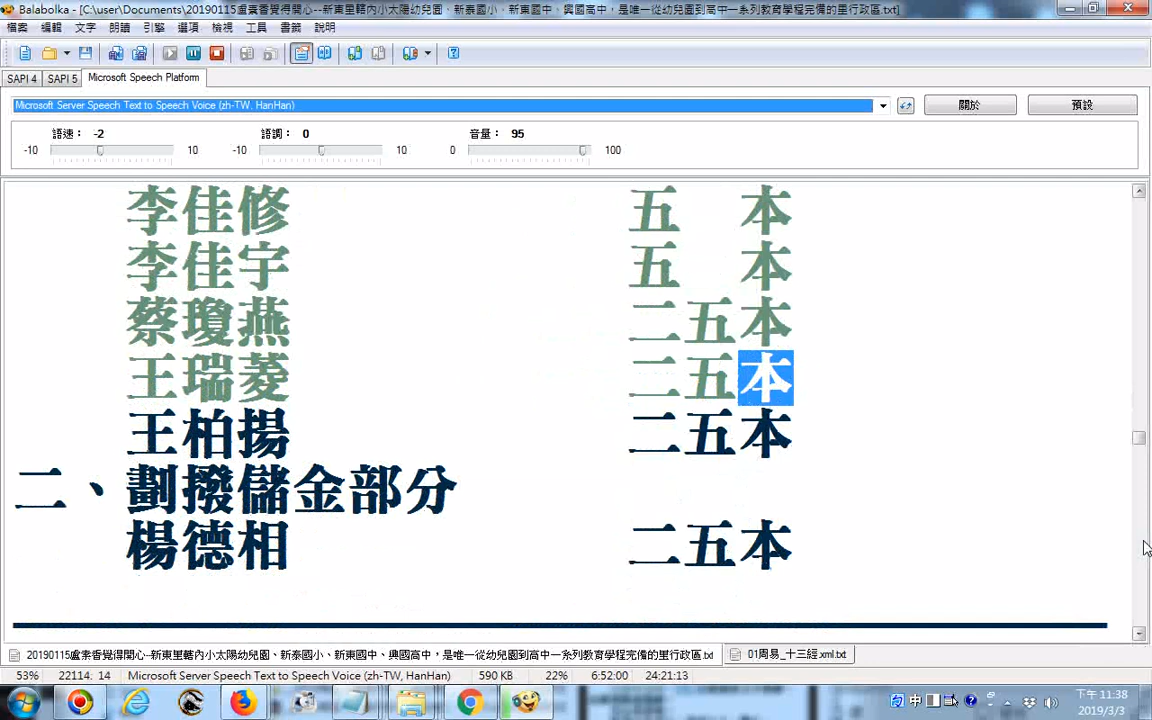 Balabolka - [C:\user\Documents\20190115盧素香覺得開心--新東里轄內小太陽幼兒園、新泰國小、新東國中、興國高中，是唯一從幼兒園到高中一系列教育學程完備的里行政區.txt]
檔案 編輯 文字 朗讀 引擎 選項 檢視 工具 書籤 說明
SAPI 4 SAPI 5 Microsoft Speech Platform
Microsoft Server Speech Text to Speech Voice (zh-TW, HanHan)
關於 預設
語速： -2 語調： 0 音量： 95
-10 10 -10 10 0 100
李佳修 五 本
李佳宇 五 本
蔡瓊燕 二五本
王瑞菱 二五本
王柏揚 二五本
二、劃撥儲金部分
楊德相 二五本
20190115盧素香覺得開心--新東里轄內小太陽幼兒園、新泰國小、新東國中、興國高中，是唯一從幼兒園到高中一系列教育學程完備的里行政區.txt 01周易_十三經.xml.txt
53% 22114: 14 Microsoft Server Speech Text to Speech Voice (zh-TW, HanHan) 590 KB 22% 6:52:00 24:21:13
中
下午 11:38
2019/3/3